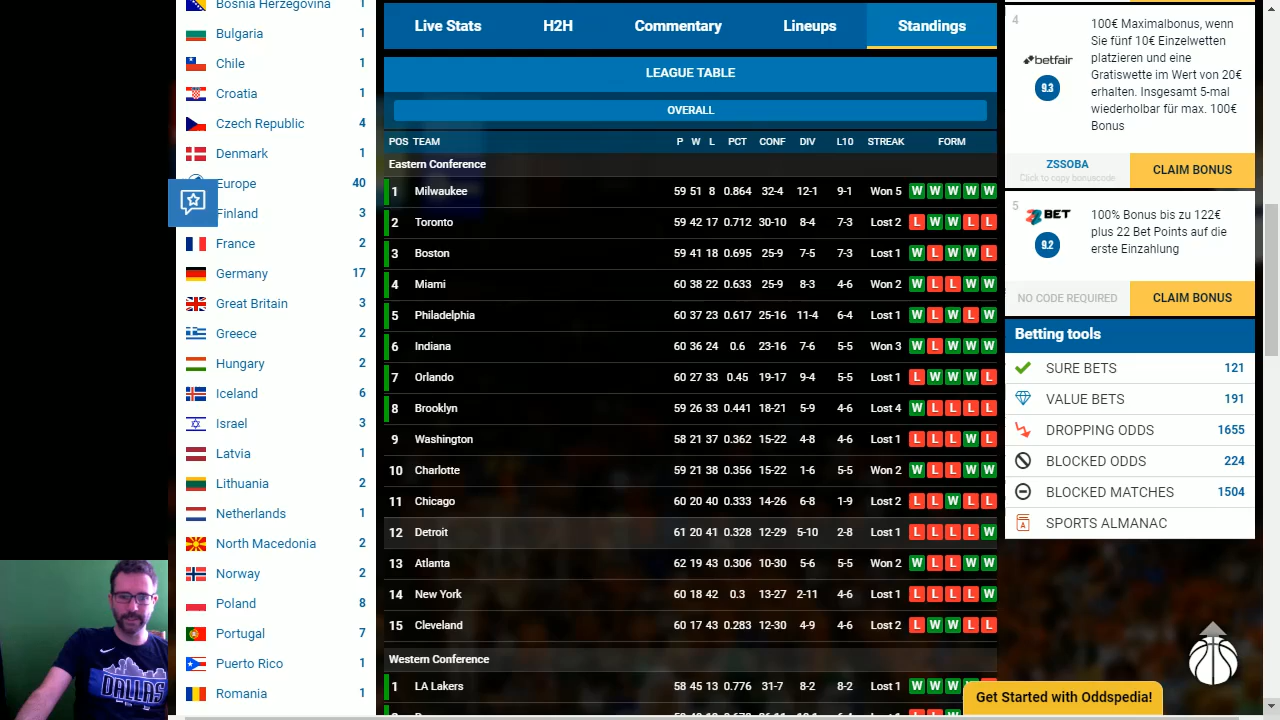 Bosnia Herzegovina 1
Bulgaria 1
Chile 1
Croatia 1
Czech Republic 4
Denmark 1
Europe 40
Finland 3
France 2
Germany 17
Great Britain 3
Greece 2
Hungary 2
Iceland 6
Israel 3
Latvia 1
Lithuania 2
Netherlands 1
North Macedonia 2
Norway 2
Poland 8
Portugal 7
Puerto Rico 1
Romania 1
DALLAS
Live Stats H2H Commentary Lineups Standings
LEAGUE TABLE
OVERALL
POS TEAM P W L PCT CONF DIV L10 STREAK FORM
Eastern Conference
1 Milwaukee 59 51 8 0.864 32-4 12-1 9-1 Won 5 W W W W W
2 Toronto 59 42 17 0.712 30-10 8-4 7-3 Lost 2 L W W L L
3 Boston 59 41 18 0.695 25-9 7-5 7-3 Lost 1 W L W W L
4 Miami 60 38 22 0.633 25-9 8-3 4-6 Won 2 W L L W W
5 Philadelphia 60 37 23 0.617 25-16 11-4 6-4 Lost 1 W L W L W
6 Indiana 60 36 24 0.6 23-16 7-6 5-5 Won 3 W L W W W
7 Orlando 60 27 33 0.45 19-17 9-4 5-5 Lost 1 L W W W L
8 Brooklyn 59 26 33 0.441 18-21 5-9 4-6 Lost 4 W L L L L
9 Washington 58 21 37 0.362 15-22 4-8 4-6 Lost 1 L L L W L
10 Charlotte 59 21 38 0.356 15-22 1-6 5-5 Won 2 W L L W W
11 Chicago 60 20 40 0.333 14-26 6-8 1-9 Lost 2 L L W L L
12 Detroit 61 20 41 0.328 12-29 5-10 2-8 Lost 1 L L L L W
13 Atlanta 62 19 43 0.306 10-30 5-6 5-5 Won 2 W L L W W
14 New York 60 18 42 0.3 13-27 2-11 4-6 Lost 1 L L L L W
15 Cleveland 60 17 43 0.283 12-30 4-9 4-6 Lost 2 L W W L L
Western Conference
1 LA Lakers 58 45 13 0.776 31-7 8-2 8-2 Lost 1 W W W
4
betfair
9.3
100€ Maximalbonus, wenn
Sie fünf 10€ Einzelwetten
platzieren und eine
Gratiswette im Wert von 20€
erhalten. Insgesamt 5-mal
wiederholbar für max. 100€
Bonus
ZSSOBA
Click to copy bonuscode
CLAIM BONUS
5
22BET
9.2
100% Bonus bis zu 122€
plus 22 Bet Points auf die
erste Einzahlung
NO CODE REQUIRED
CLAIM BONUS
Betting tools
SURE BETS 121
VALUE BETS 191
DROPPING ODDS 1655
BLOCKED ODDS 224
BLOCKED MATCHES 1504
SPORTS ALMANAC
Get Started with Oddspedia!